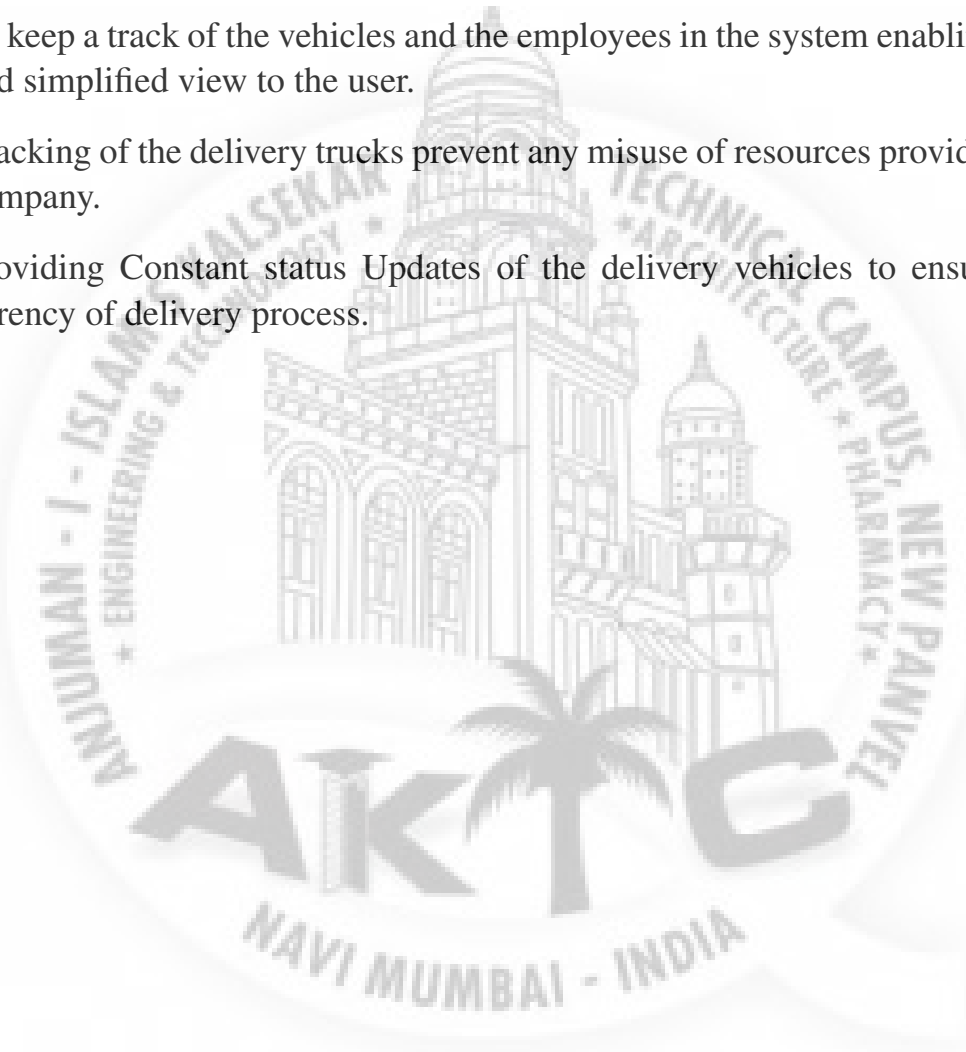 keep a track of the vehicles and the employees in the system enabli
d simplified view to the user.
acking of the delivery trucks prevent any misuse of resources provid
mpany.
oviding Constant status Updates of the delivery vehicles to ensu
rency of delivery process.
ANJUMAN - I - ISLAM'S KALSEKAR TECHNICAL CAMPUS, NEW PANVEL
* ENGINEERING & TECHNOLOGY * *ARCHITECTURE * PHARMACY*
AIKTC
NAVI MUMBAI - INDIA